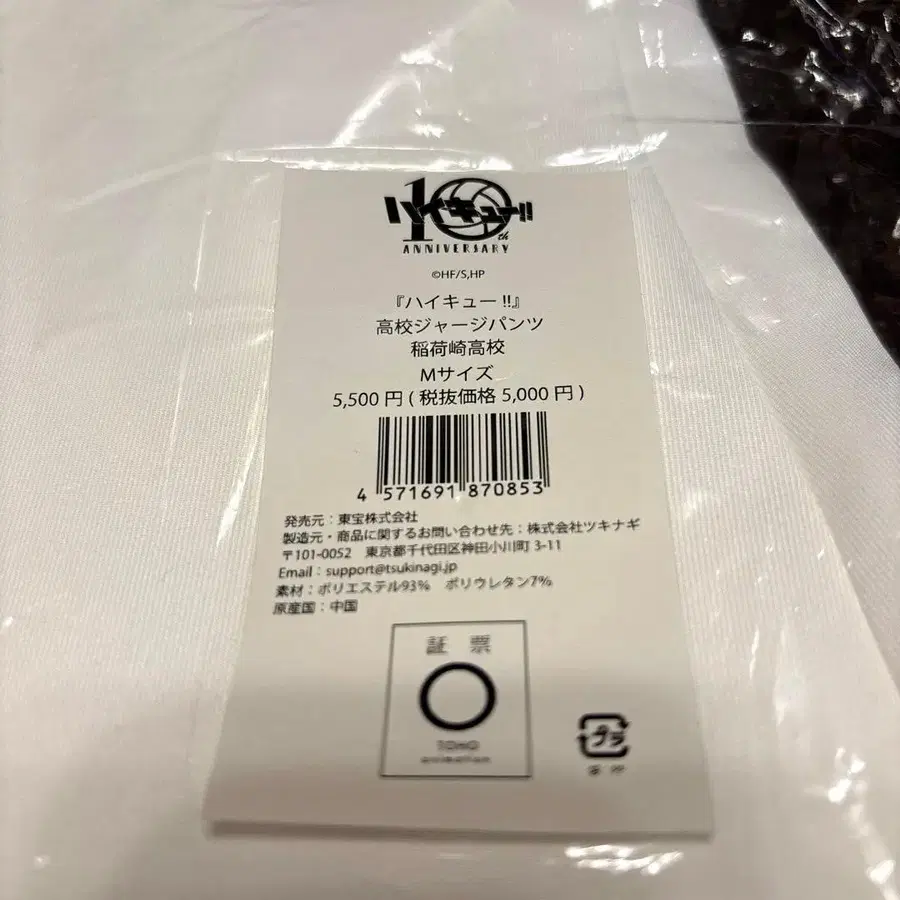 10th
ハイキュー!!
ANNIVERSARY
©HF/S,HP
『ハイキュー!!』
高校ジャージパンツ
稲荷崎高校
Mサイズ
5,500円(税抜価格 5,000円)
4 571691 870853
発売元:東宝株式会社
製造元・商品に関するお問い合わせ先:株式会社ツキナギ
〒101-0052 東京都千代田区神田小川町 3-11
Email:support@tsukinagi.jp
素材:ポリエステル93% ポリウレタン7%
原産国:中国
証 票
TOHO
animation
プラ